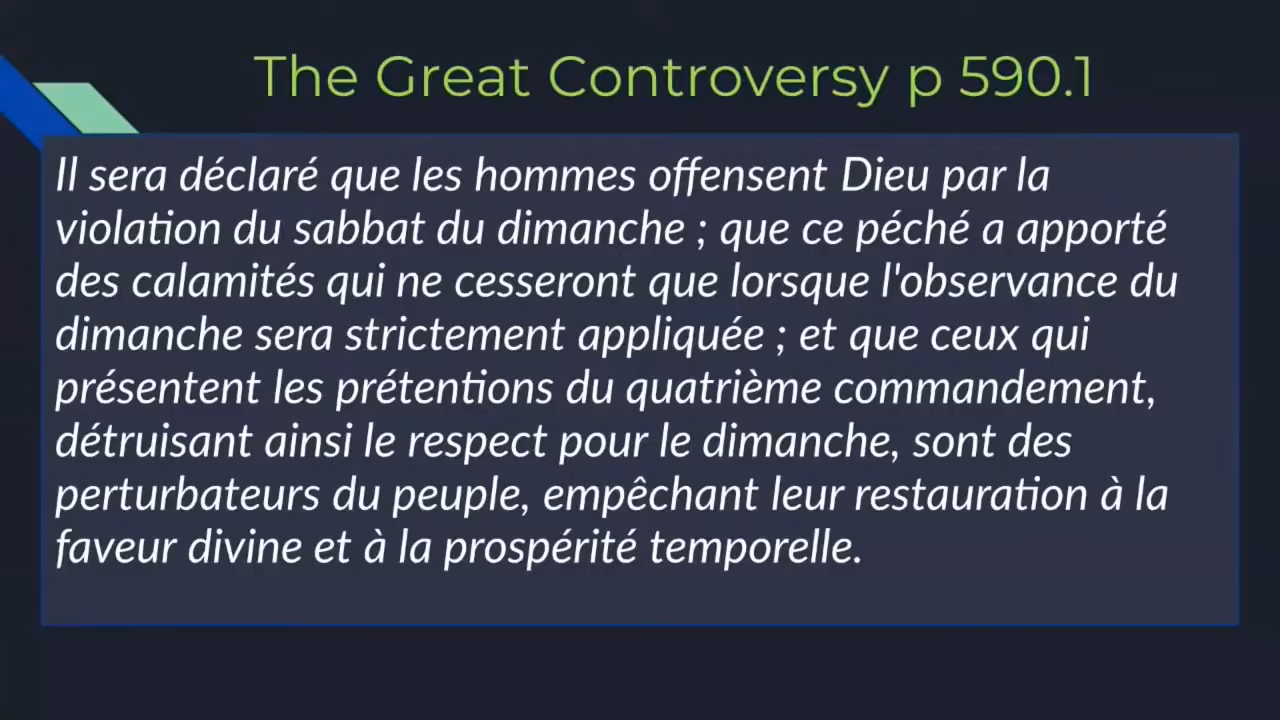 The Great Controversy p 590.1
Il sera déclaré que les hommes offensent Dieu par la
violation du sabbat du dimanche ; que ce péché a apporté
des calamités qui ne cesseront que lorsque l'observance du
dimanche sera strictement appliquée ; et que ceux qui
présentent les prétentions du quatrième commandement,
détruisant ainsi le respect pour le dimanche, sont des
perturbateurs du peuple, empêchant leur restauration à la
faveur divine et à la prospérité temporelle.